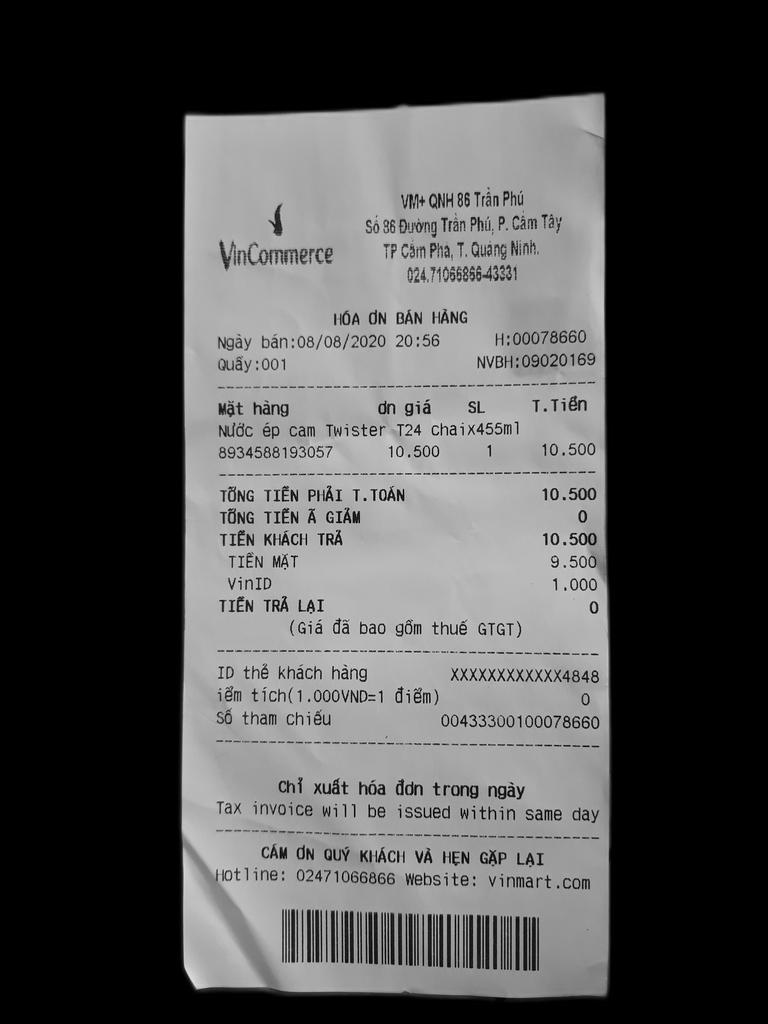 VinCommerce
VM+ QNH 86 Trần Phú
Số 86 Đường Trần Phú, P. Cẩm Tây
TP Cẩm Phả, T. Quảng Ninh.
024.71066866-43331
HÓA ƠN BÁN HÀNG
Ngày bán:08/08/2020 20:56 H:00078660
Quầy:001 NVBH:09020169
Mặt hàng ơn giá SL T.Tiền
Nước ép cam Twister T24 chaix455ml
8934588193057 10.500 1 10.500
TỔNG TIỀN PHẢI T.TOÁN 10.500
TỔNG TIỀN Ã GIẢM 0
TIỀN KHÁCH TRẢ 10.500
TIỀN MẶT 9.500
VinID 1.000
TIỀN TRẢ LẠI 0
(Giá đã bao gồm thuế GTGT)
ID thẻ khách hàng XXXXXXXXXXXX4848
iểm tích(1.000VND=1 điểm) 0
Số tham chiếu 00433300100078660
Chỉ xuất hóa đơn trong ngày
Tax invoice will be issued within same day
CẢM ƠN QUÝ KHÁCH VÀ HẸN GẶP LẠI
Hotline: 02471066866 Website: vinmart.com